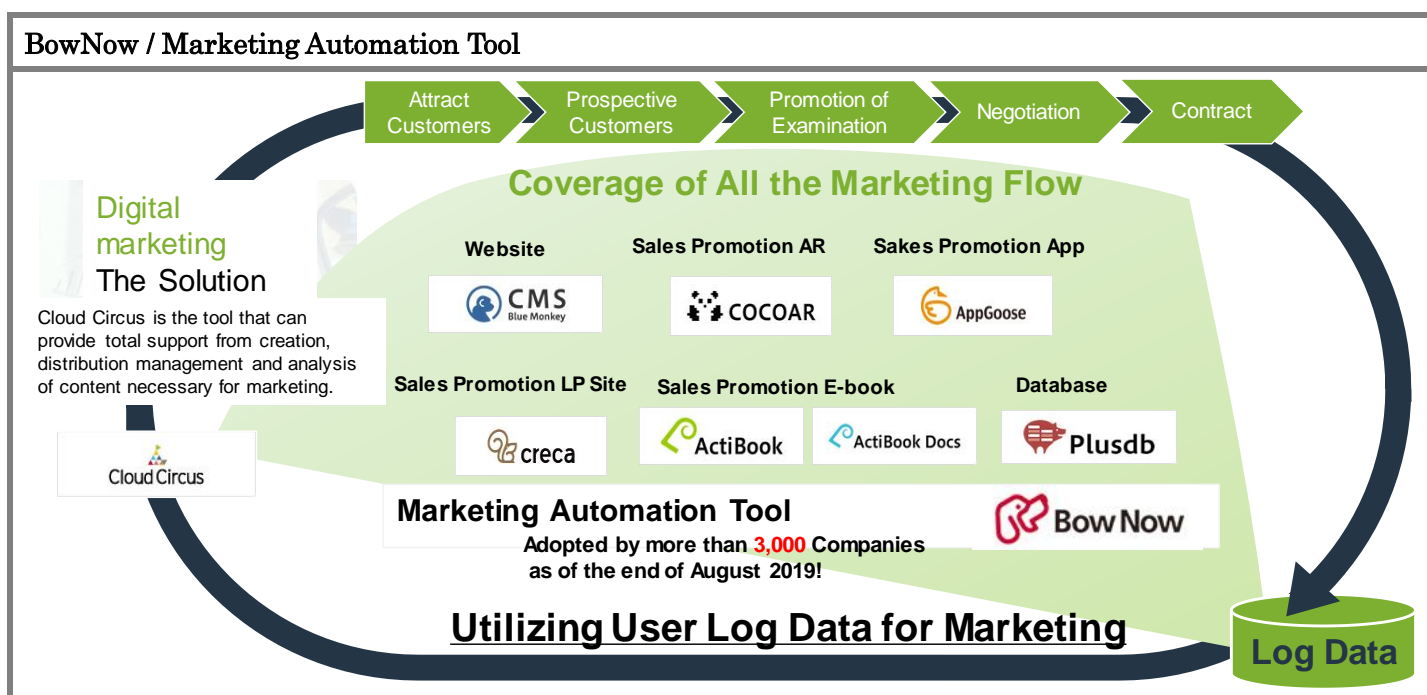 BowNow / Marketing Automation Tool
Attract
Customers
Prospective
Customers
Promotion of
Examination
Negotiation
Contract
Coverage of All the Marketing Flow
Digital
marketing
The Solution
Cloud Circus is the tool that can
provide total support from creation,
distribution management and analysis
of content necessary for marketing.
Cloud Circus
Website
Sales Promotion AR
Sakes Promotion App
CMS
Blue Monkey
COCOAR
AppGoose
Sales Promotion LP Site
Sales Promotion E-book
Database
creca
ActiBook
ActiBook Docs
Plusdb
Marketing Automation Tool
Bow Now
Adopted by more than 3,000 Companies
as of the end of August 2019!
Utilizing User Log Data for Marketing
Log Data